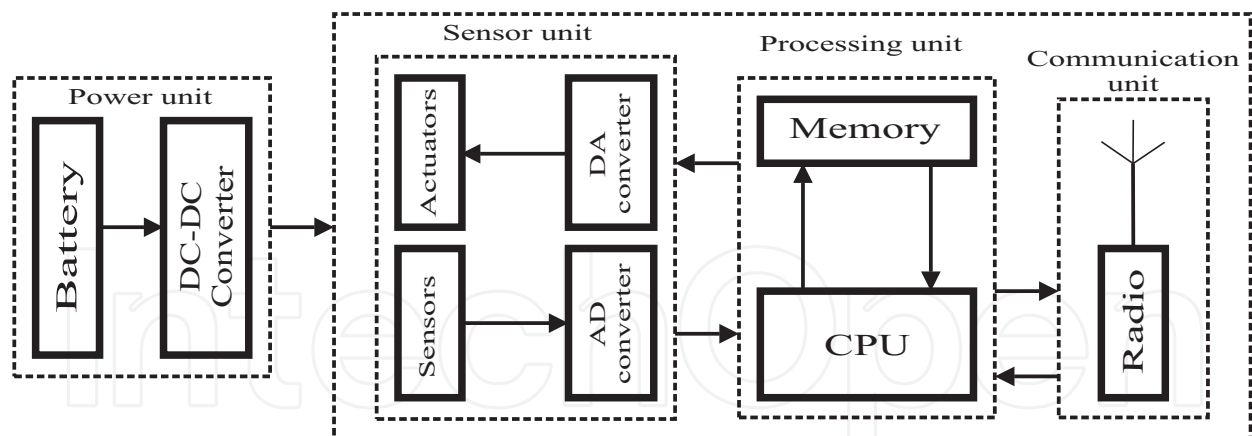 Sensor unit
Processing unit
Communication
unit
Power unit
Battery
DC-DC
Converter
Actuators
DA
converter
Sensors
AD
converter
Memory
CPU
Radio
IntechOpen